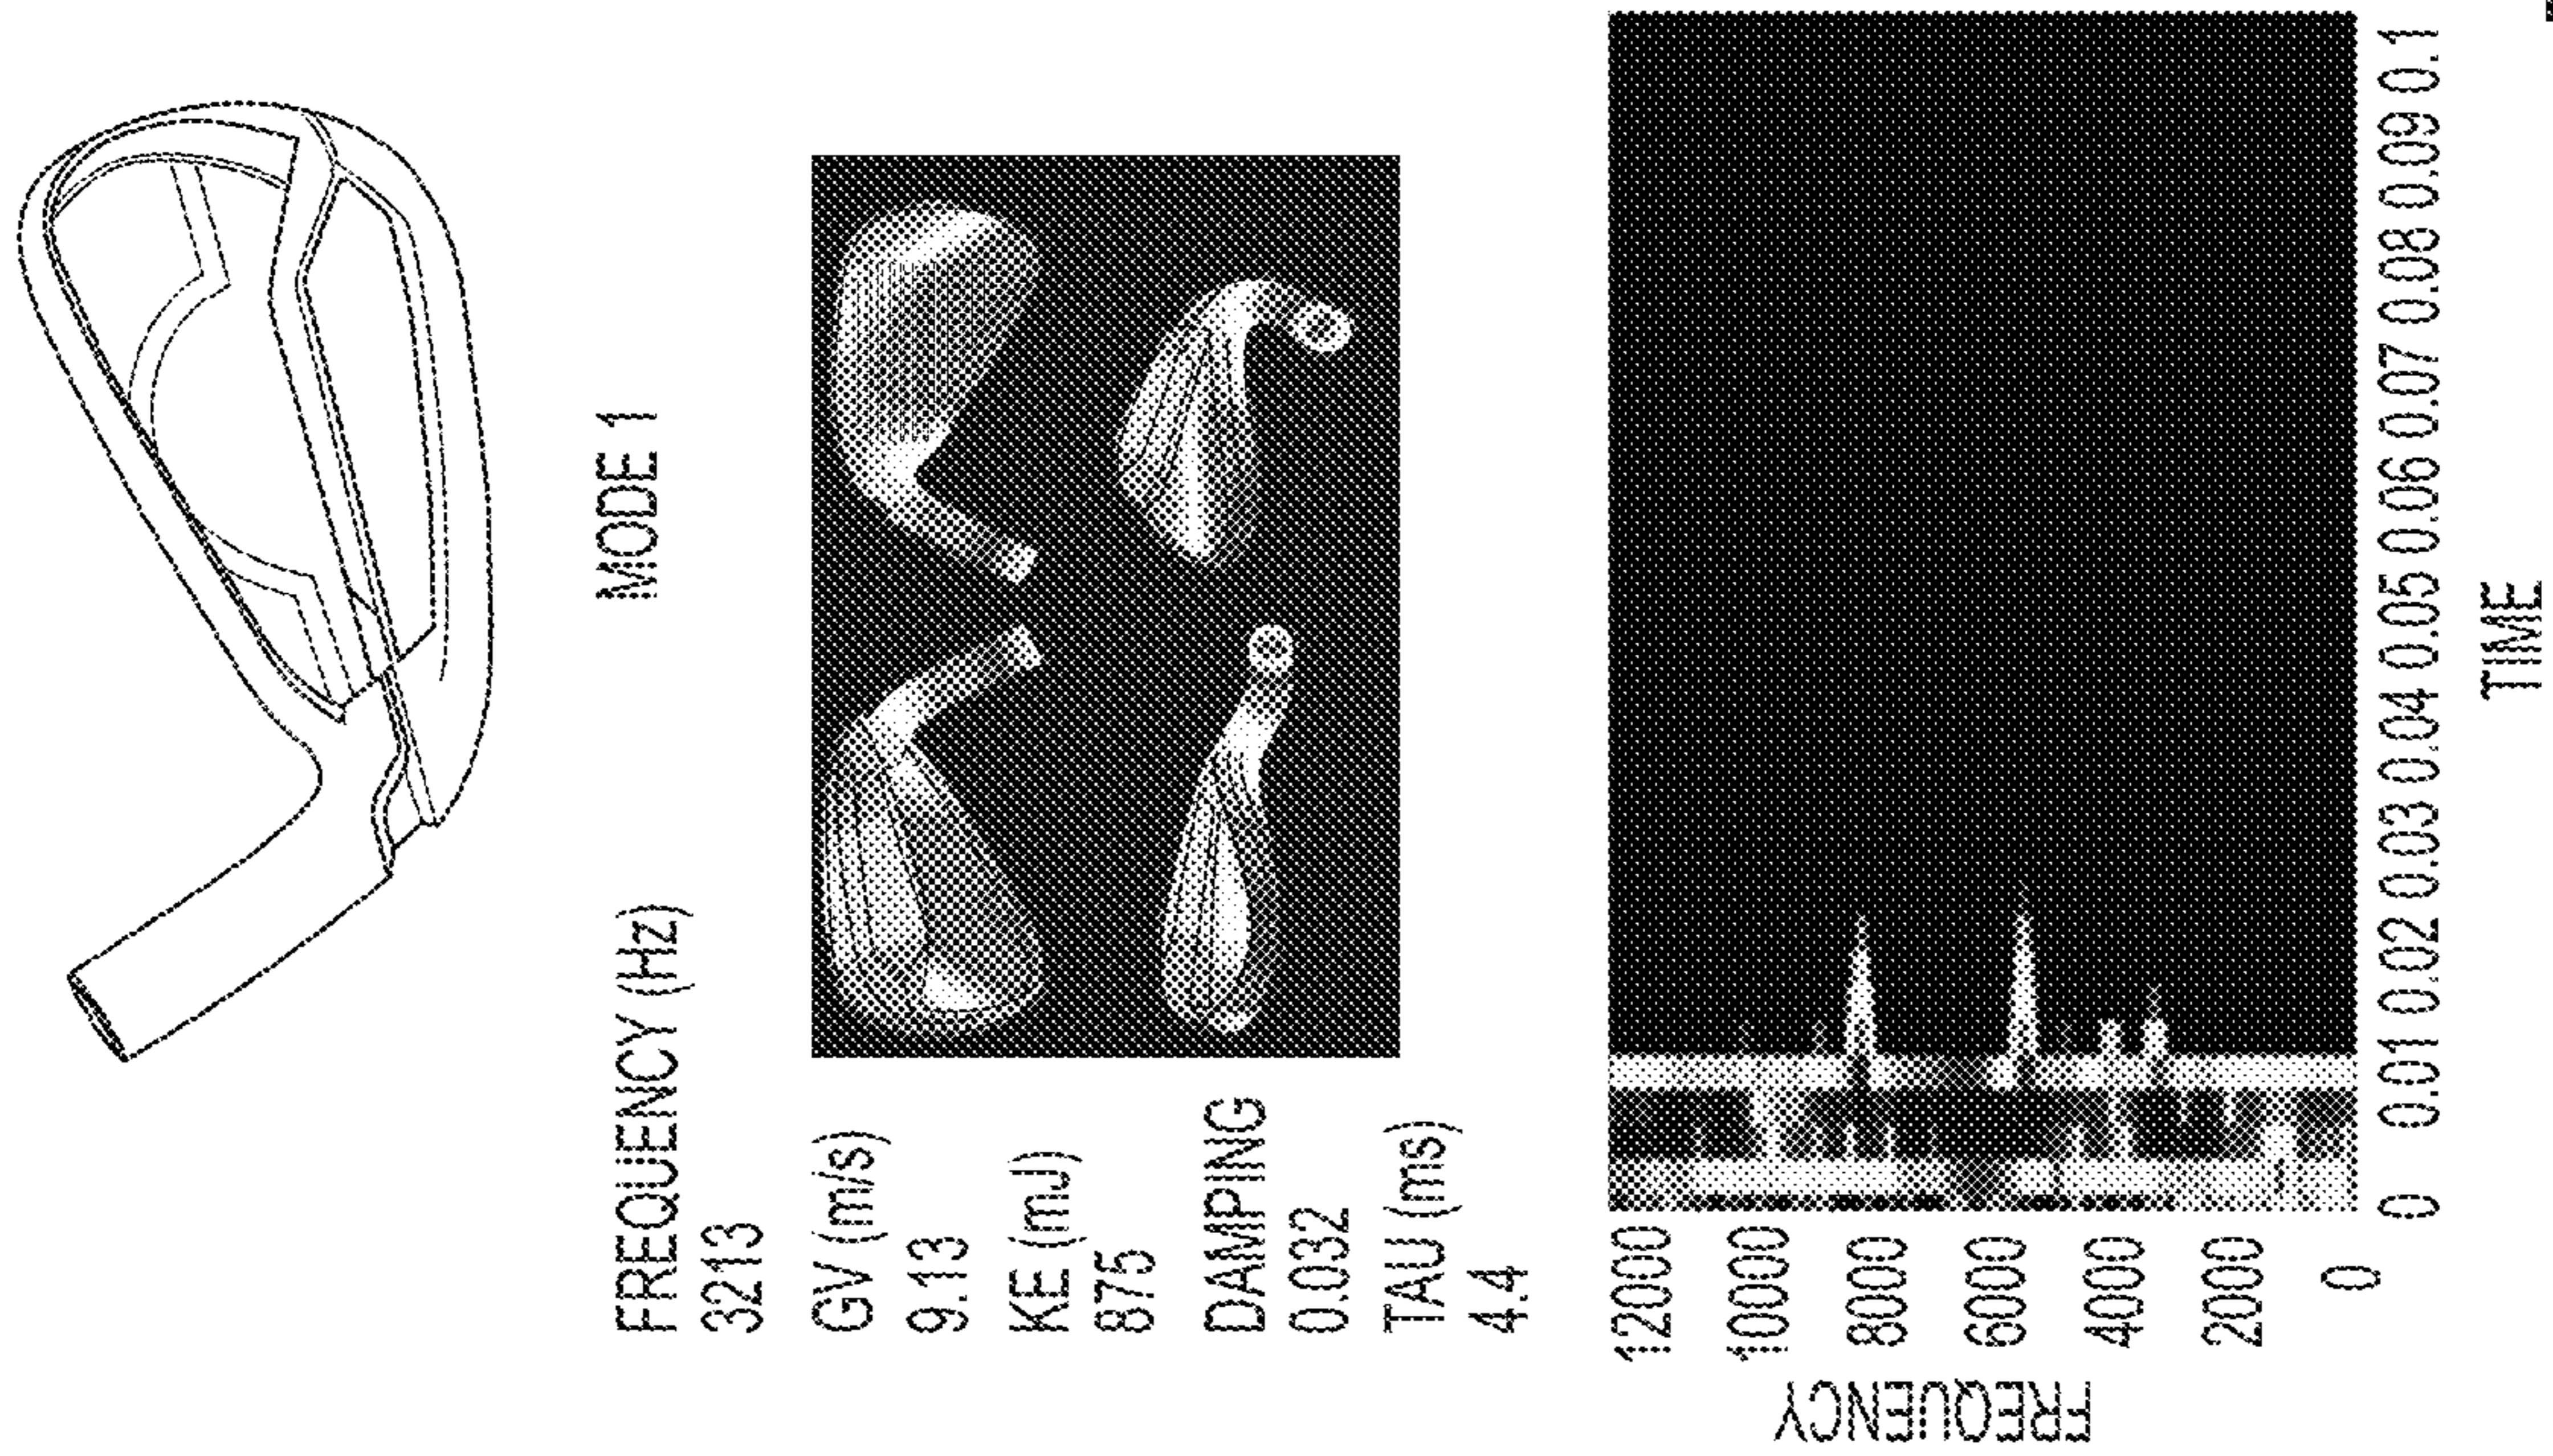 MODE 1
FREQUENCY (Hz)
3213
GV (m/s)
9.13
KE (mJ)
875
DAMPING
0.032
TAU (ms)
4.4
FREQUENCY
12000
10000
8000
6000
4000
2000
0
0 0.01 0.02 0.03 0.04 0.05 0.06 0.07 0.08 0.09 0.1
TIME